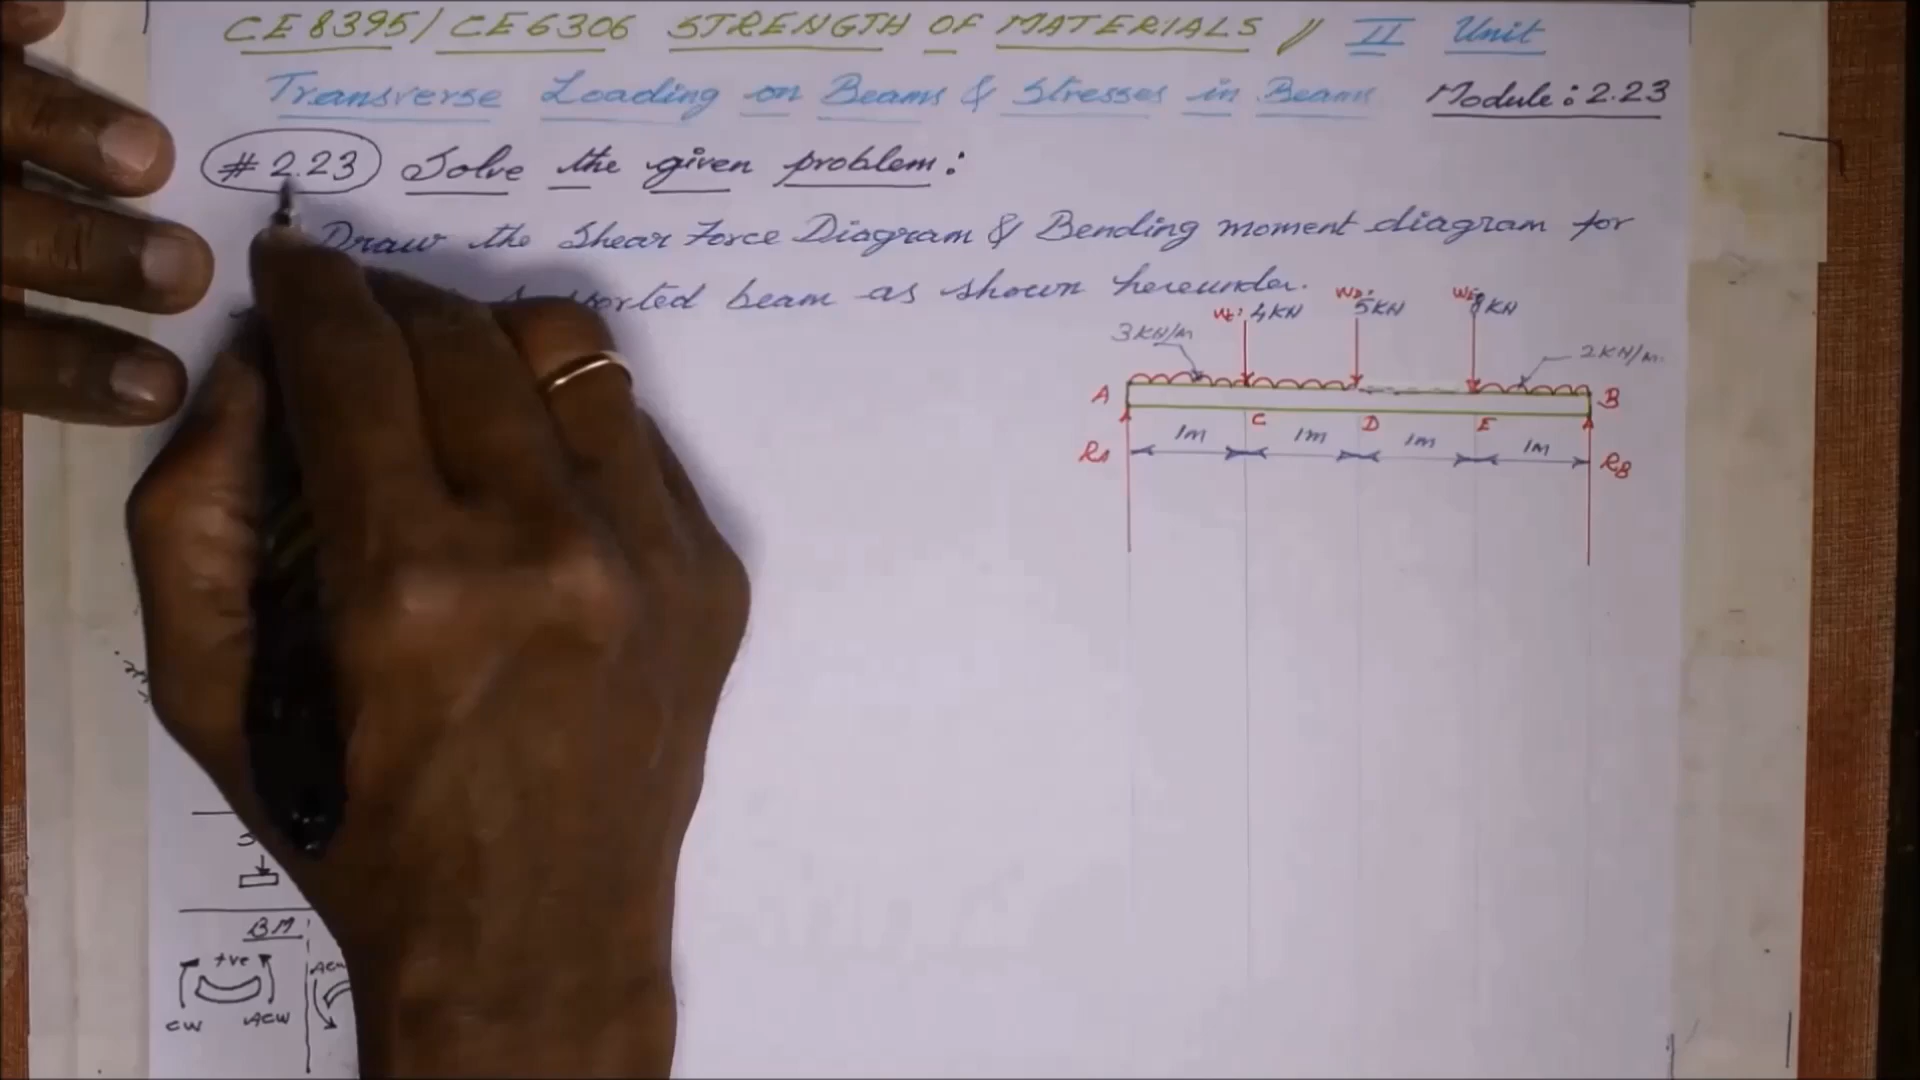 CE8395/CE6306 STRENGTH OF MATERIALS // II Unit
Transverse Loading on Beams & Stresses in Beams Module: 2.23
# 2.23 Solve the given problem:
Draw the Shear Force Diagram & Bending moment diagram for
beam as shown hereunder.
4KN 5KN KN
3KN/m 2KN/m
A B
C D E
1m 1m 1m 1m
RA RB
BM
+ve
CW ACW